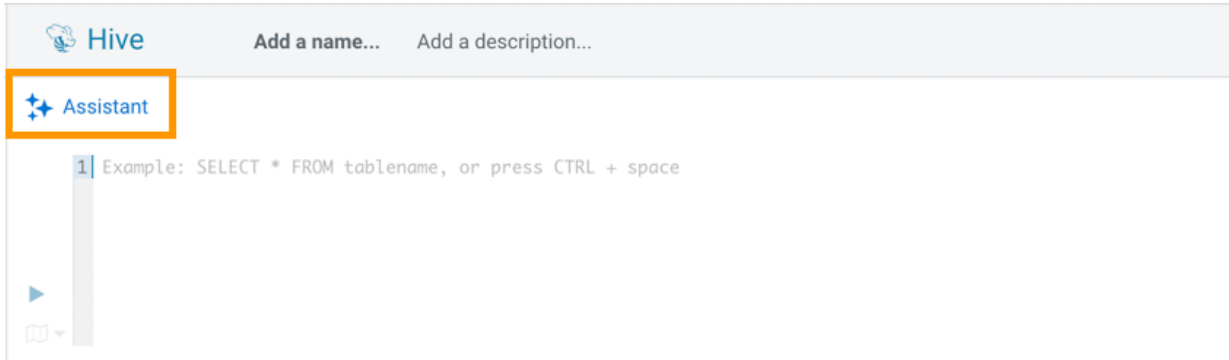 Hive Add a name... Add a description...
Assistant
1 Example: SELECT * FROM tablename, or press CTRL + space